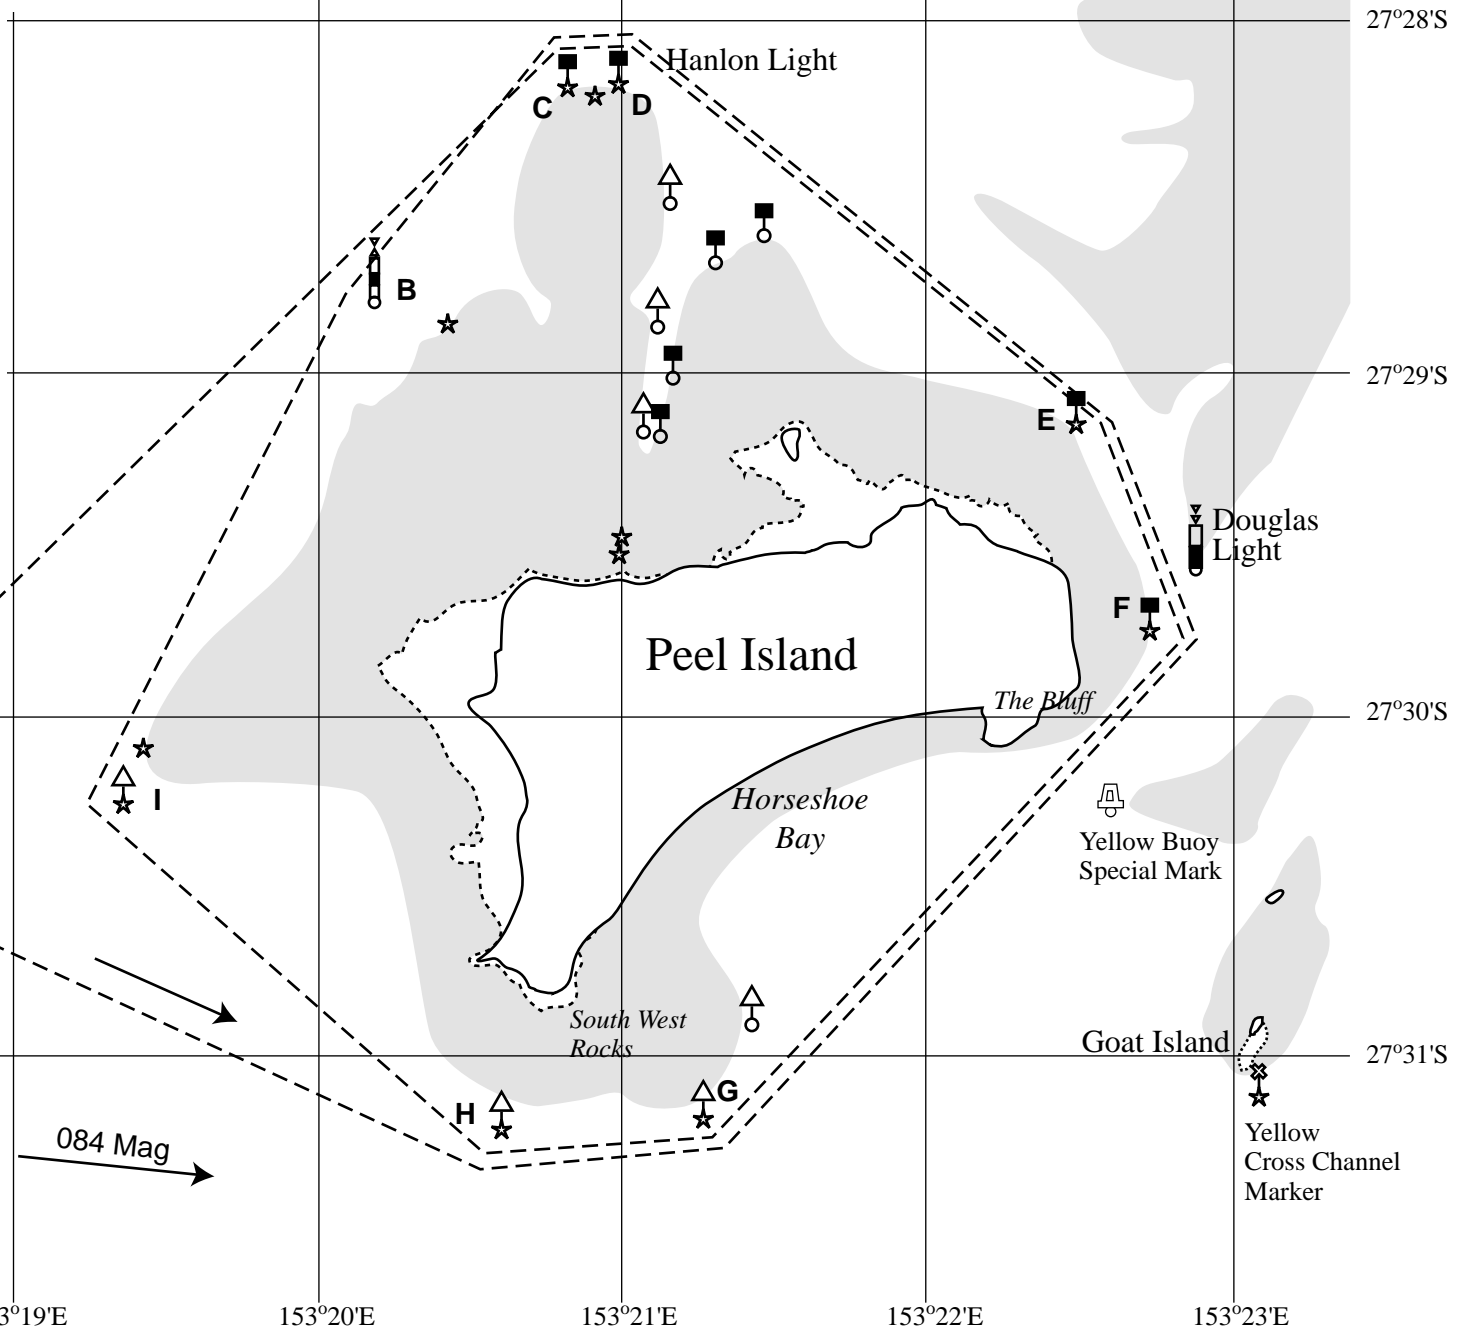 27°28'S
Hanlon Light
C
D
B
27°29'S
E
Douglas
Light
F
Peel Island
The Bluff
27°30'S
I
Horseshoe
Bay
Yellow Buoy
Special Mark
South West
Rocks
Goat Island
27°31'S
H
G
084 Mag
Yellow
Cross Channel
Marker
3°19'E
153°20'E
153°21'E
153°22'E
153°23'E